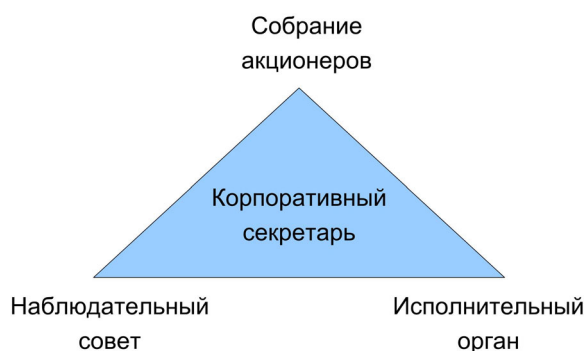 Собрание
акционеров
Корпоративный
секретарь
Наблюдательный
совет
Исполнительный
орган